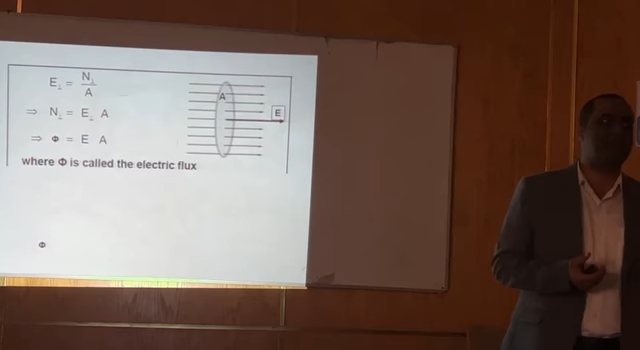 E⊥ = N⊥ / A
⇒ N⊥ = E⊥ A
⇒ Φ = E A
where Φ is called the electric flux
A
E
Φ